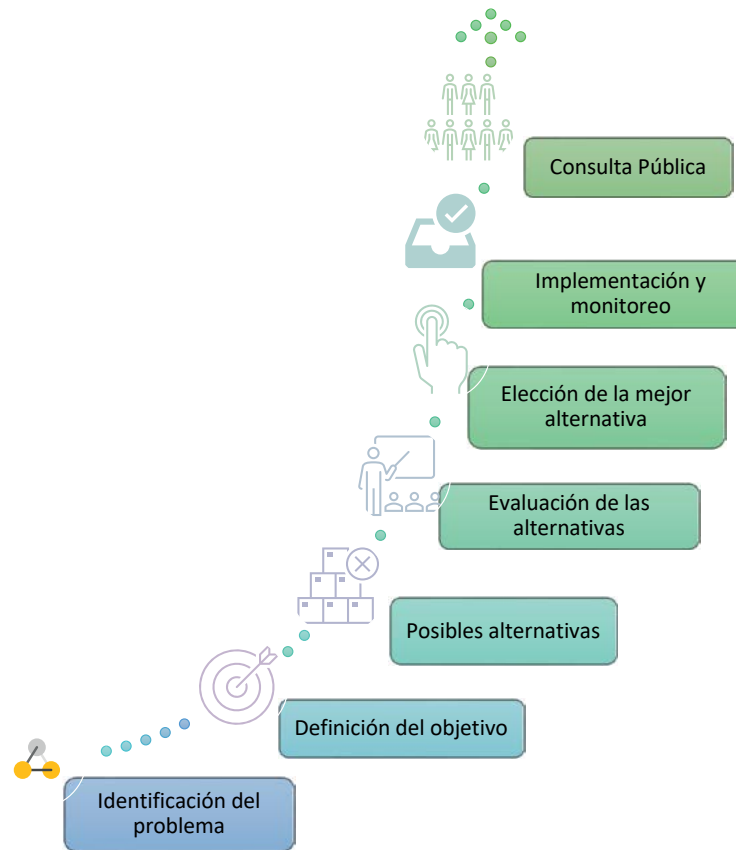 Consulta Pública
Implementación y
monitoreo
Elección de la mejor
alternativa
Evaluación de las
alternativas
Posibles alternativas
Definición del objetivo
Identificación del
problema